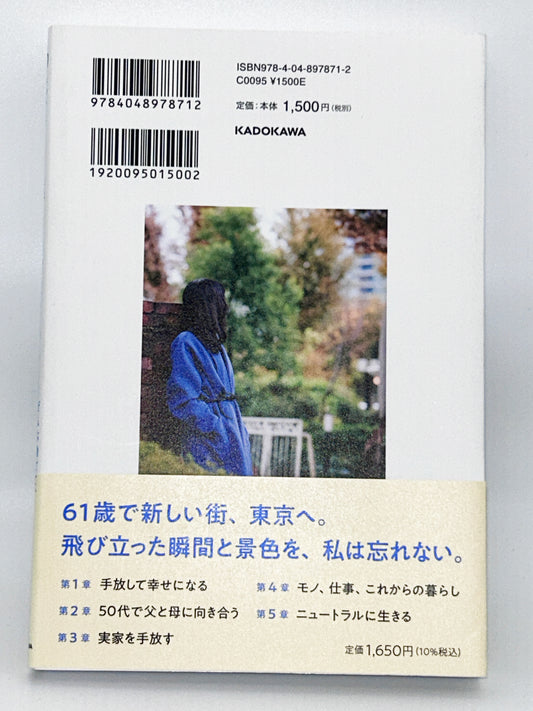 ISBN978-4-04-897871-2
C0095 ¥1500E
9784048978712
定価:本体 1,500円(税別)
KADOKAWA
1920095015002
61歳で新しい街、東京へ。
飛び立った瞬間と景色を、私は忘れない。
第1章 手放して幸せになる
第2章 50代で父と母に向き合う
第3章 実家を手放す
第4章 モノ、仕事、これからの暮らし
第5章 ニュートラルに生きる
定価1,650円(10%税込)